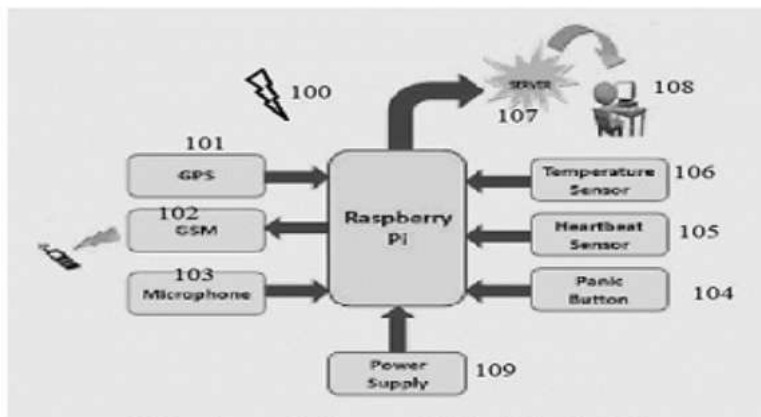 100
SERVER
108
107
101
GPS
102
GSM
103
Microphone
Raspberry
Pi
Temperature
Sensor
106
Heartbeat
Sensor
105
Panic
Button
104
Power
Supply
109